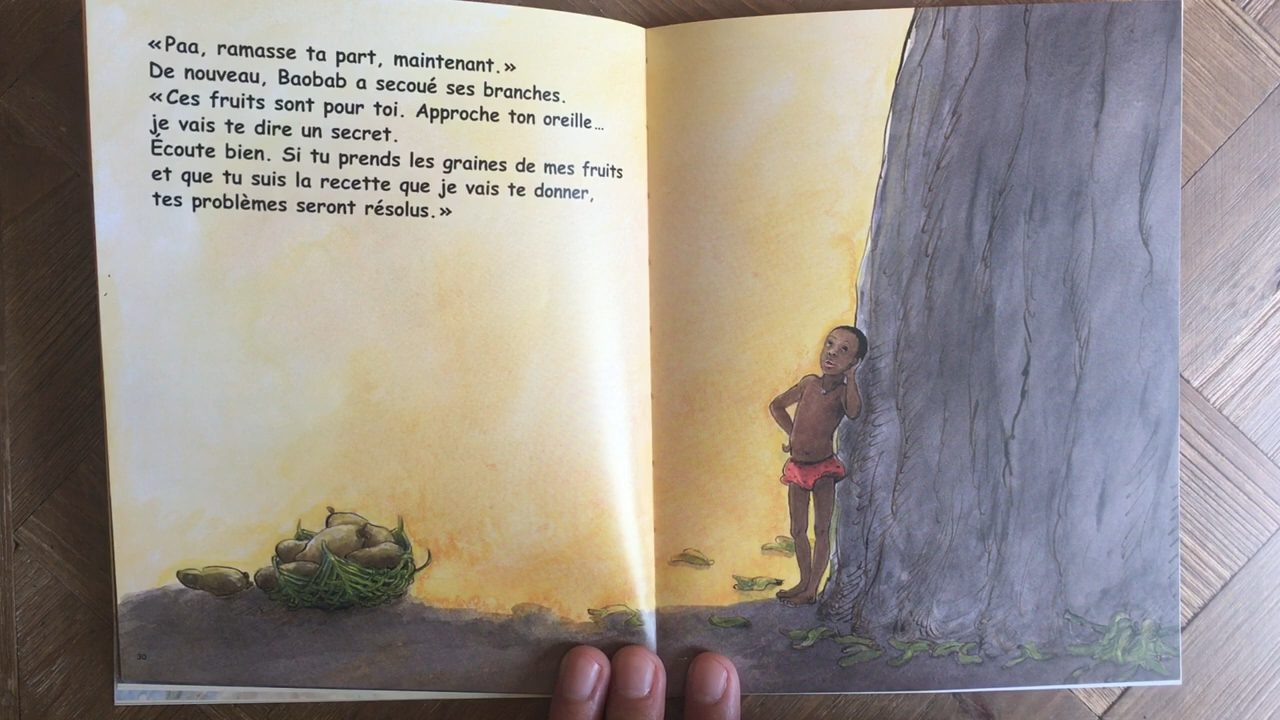 «Paa, ramasse ta part, maintenant.»
De nouveau, Baobab a secoué ses branches.
«Ces fruits sont pour toi. Approche ton oreille…
je vais te dire un secret.
Écoute bien. Si tu prends les graines de mes fruits
et que tu suis la recette que je vais te donner,
tes problèmes seront résolus.»
30